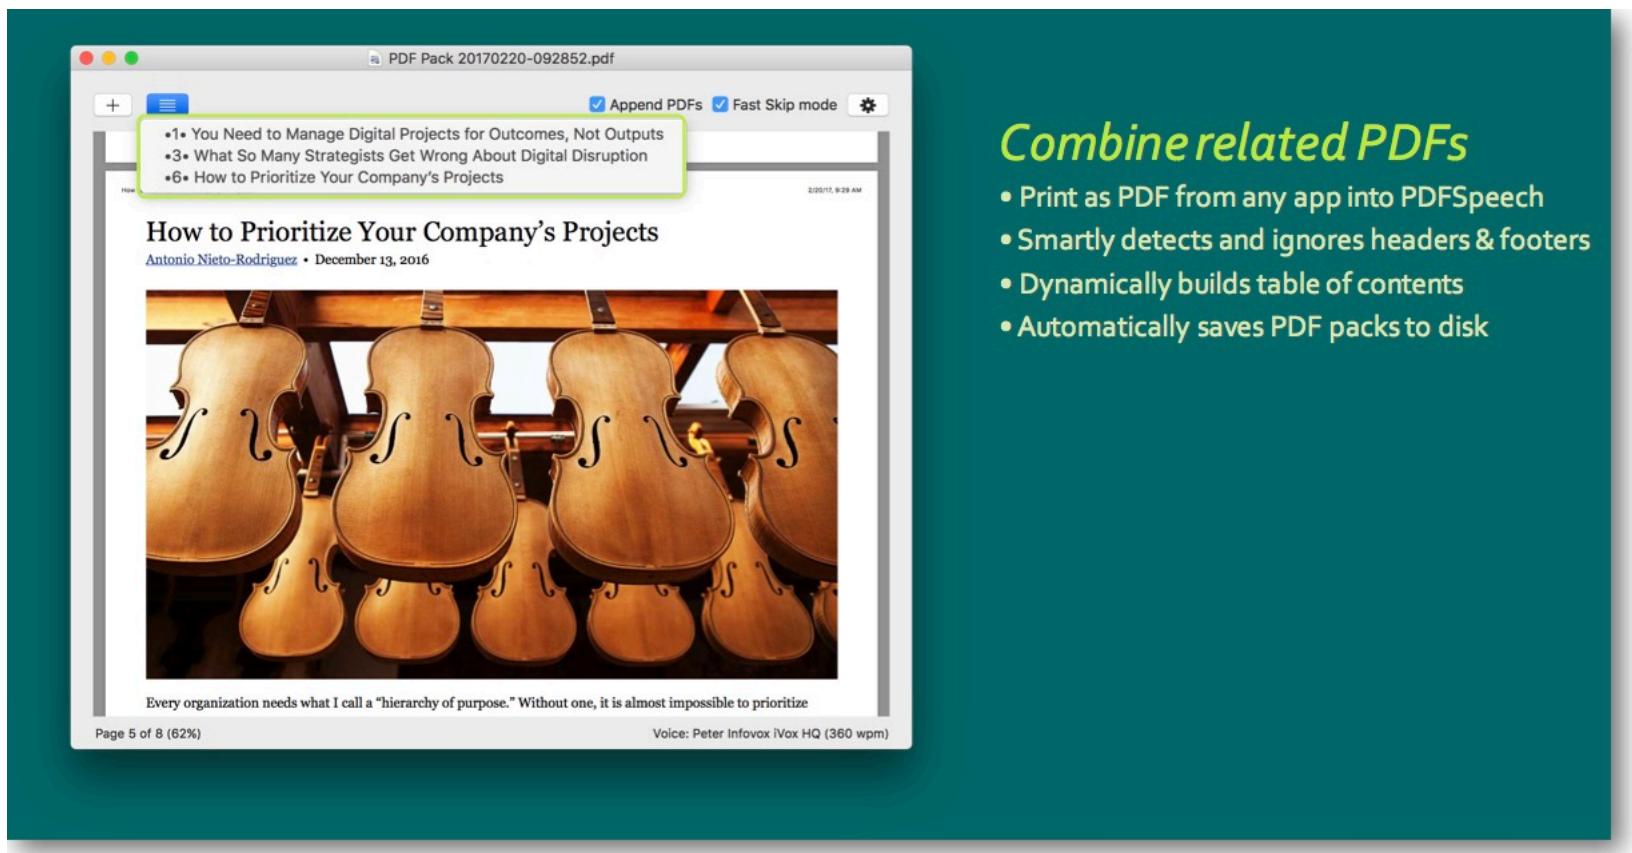 PDF Pack 20170220-092852.pdf
Append PDFs Fast Skip mode
•1• You Need to Manage Digital Projects for Outcomes, Not Outputs
•3• What So Many Strategists Get Wrong About Digital Disruption
•6• How to Prioritize Your Company’s Projects
How 2/20/17, 9:29 AM
How to Prioritize Your Company’s Projects
Antonio Nieto-Rodriguez • December 13, 2016
Every organization needs what I call a “hierarchy of purpose.” Without one, it is almost impossible to prioritize
Page 5 of 8 (62%) Voice: Peter Infovox iVox HQ (360 wpm)
Combine related PDFs
• Print as PDF from any app into PDFSpeech
• Smartly detects and ignores headers & footers
• Dynamically builds table of contents
• Automatically saves PDF packs to disk